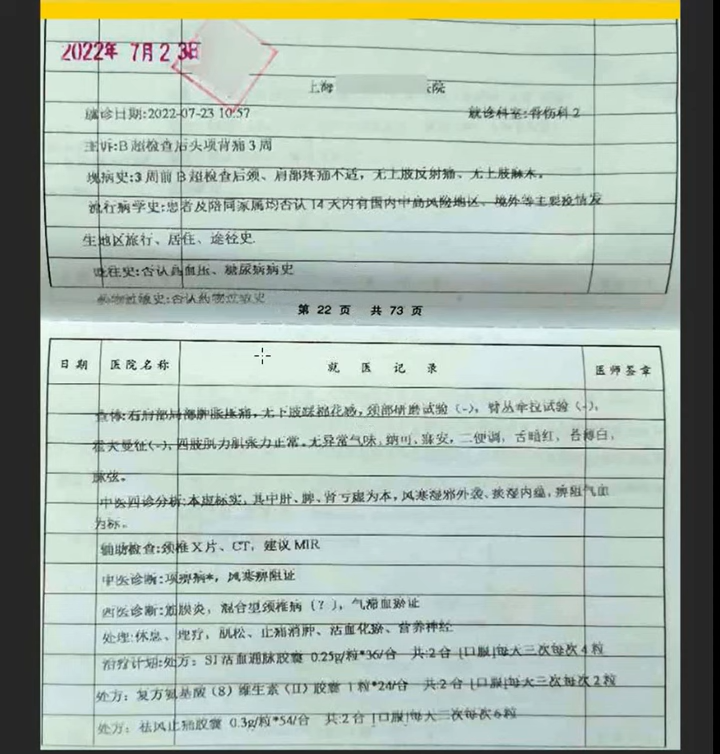 2022年 7月23日
上海 医院
就诊日期:2022-07-23 10:57 就诊科室:骨伤科2
主诉:B超检查后头项背痛3周
现病史:3周前B超检查后颈、肩部疼痛不适，无上肢反射痛、无上肢麻木。
流行病学史:患者及陪同家属均否认14天内有国内中高风险地区、境外等主要疫情发
生地区旅行、居住、途径史
既往史:否认高血压、糖尿病病史
药物过敏史:否认药物过敏史
第 22 页 共 73 页
日期 医院名称 就医记录 医师签章
查体:右肩部局部肿胀压痛，无下肢踩棉花感，颈部研磨试验（-），臂丛牵拉试验（-），
霍夫曼征(-)，四肢肌力肌张力正常。无异常气味，纳可，寐安，二便调，舌暗红，苔薄白，
脉弦。
中医四诊分析:本虚标实，其中肝、脾、肾亏虚为本，风寒湿邪外袭、痰湿内蕴，痹阻气血
为标。
辅助检查:颈椎X片、CT，建议MIR
中医诊断:项痹病*，风寒痹阻证
西医诊断:筋膜炎，混合型颈椎病（?），气滞血瘀证
处理:休息、理疗，肌松、止痛消肿、活血化瘀、营养神经
治疗计划:处方：SI活血通脉胶囊 0.25g/粒*36/合 共:2合 [口服]每天三次每次4粒
处方：复方氨基酸（8）维生素（11）胶囊 1粒*24/合 共:2合 [口服]每天三次每次2粒
处方：祛风止痛胶囊 0.3g/粒*54/合 共:2合 [口服]每天三次每次6粒